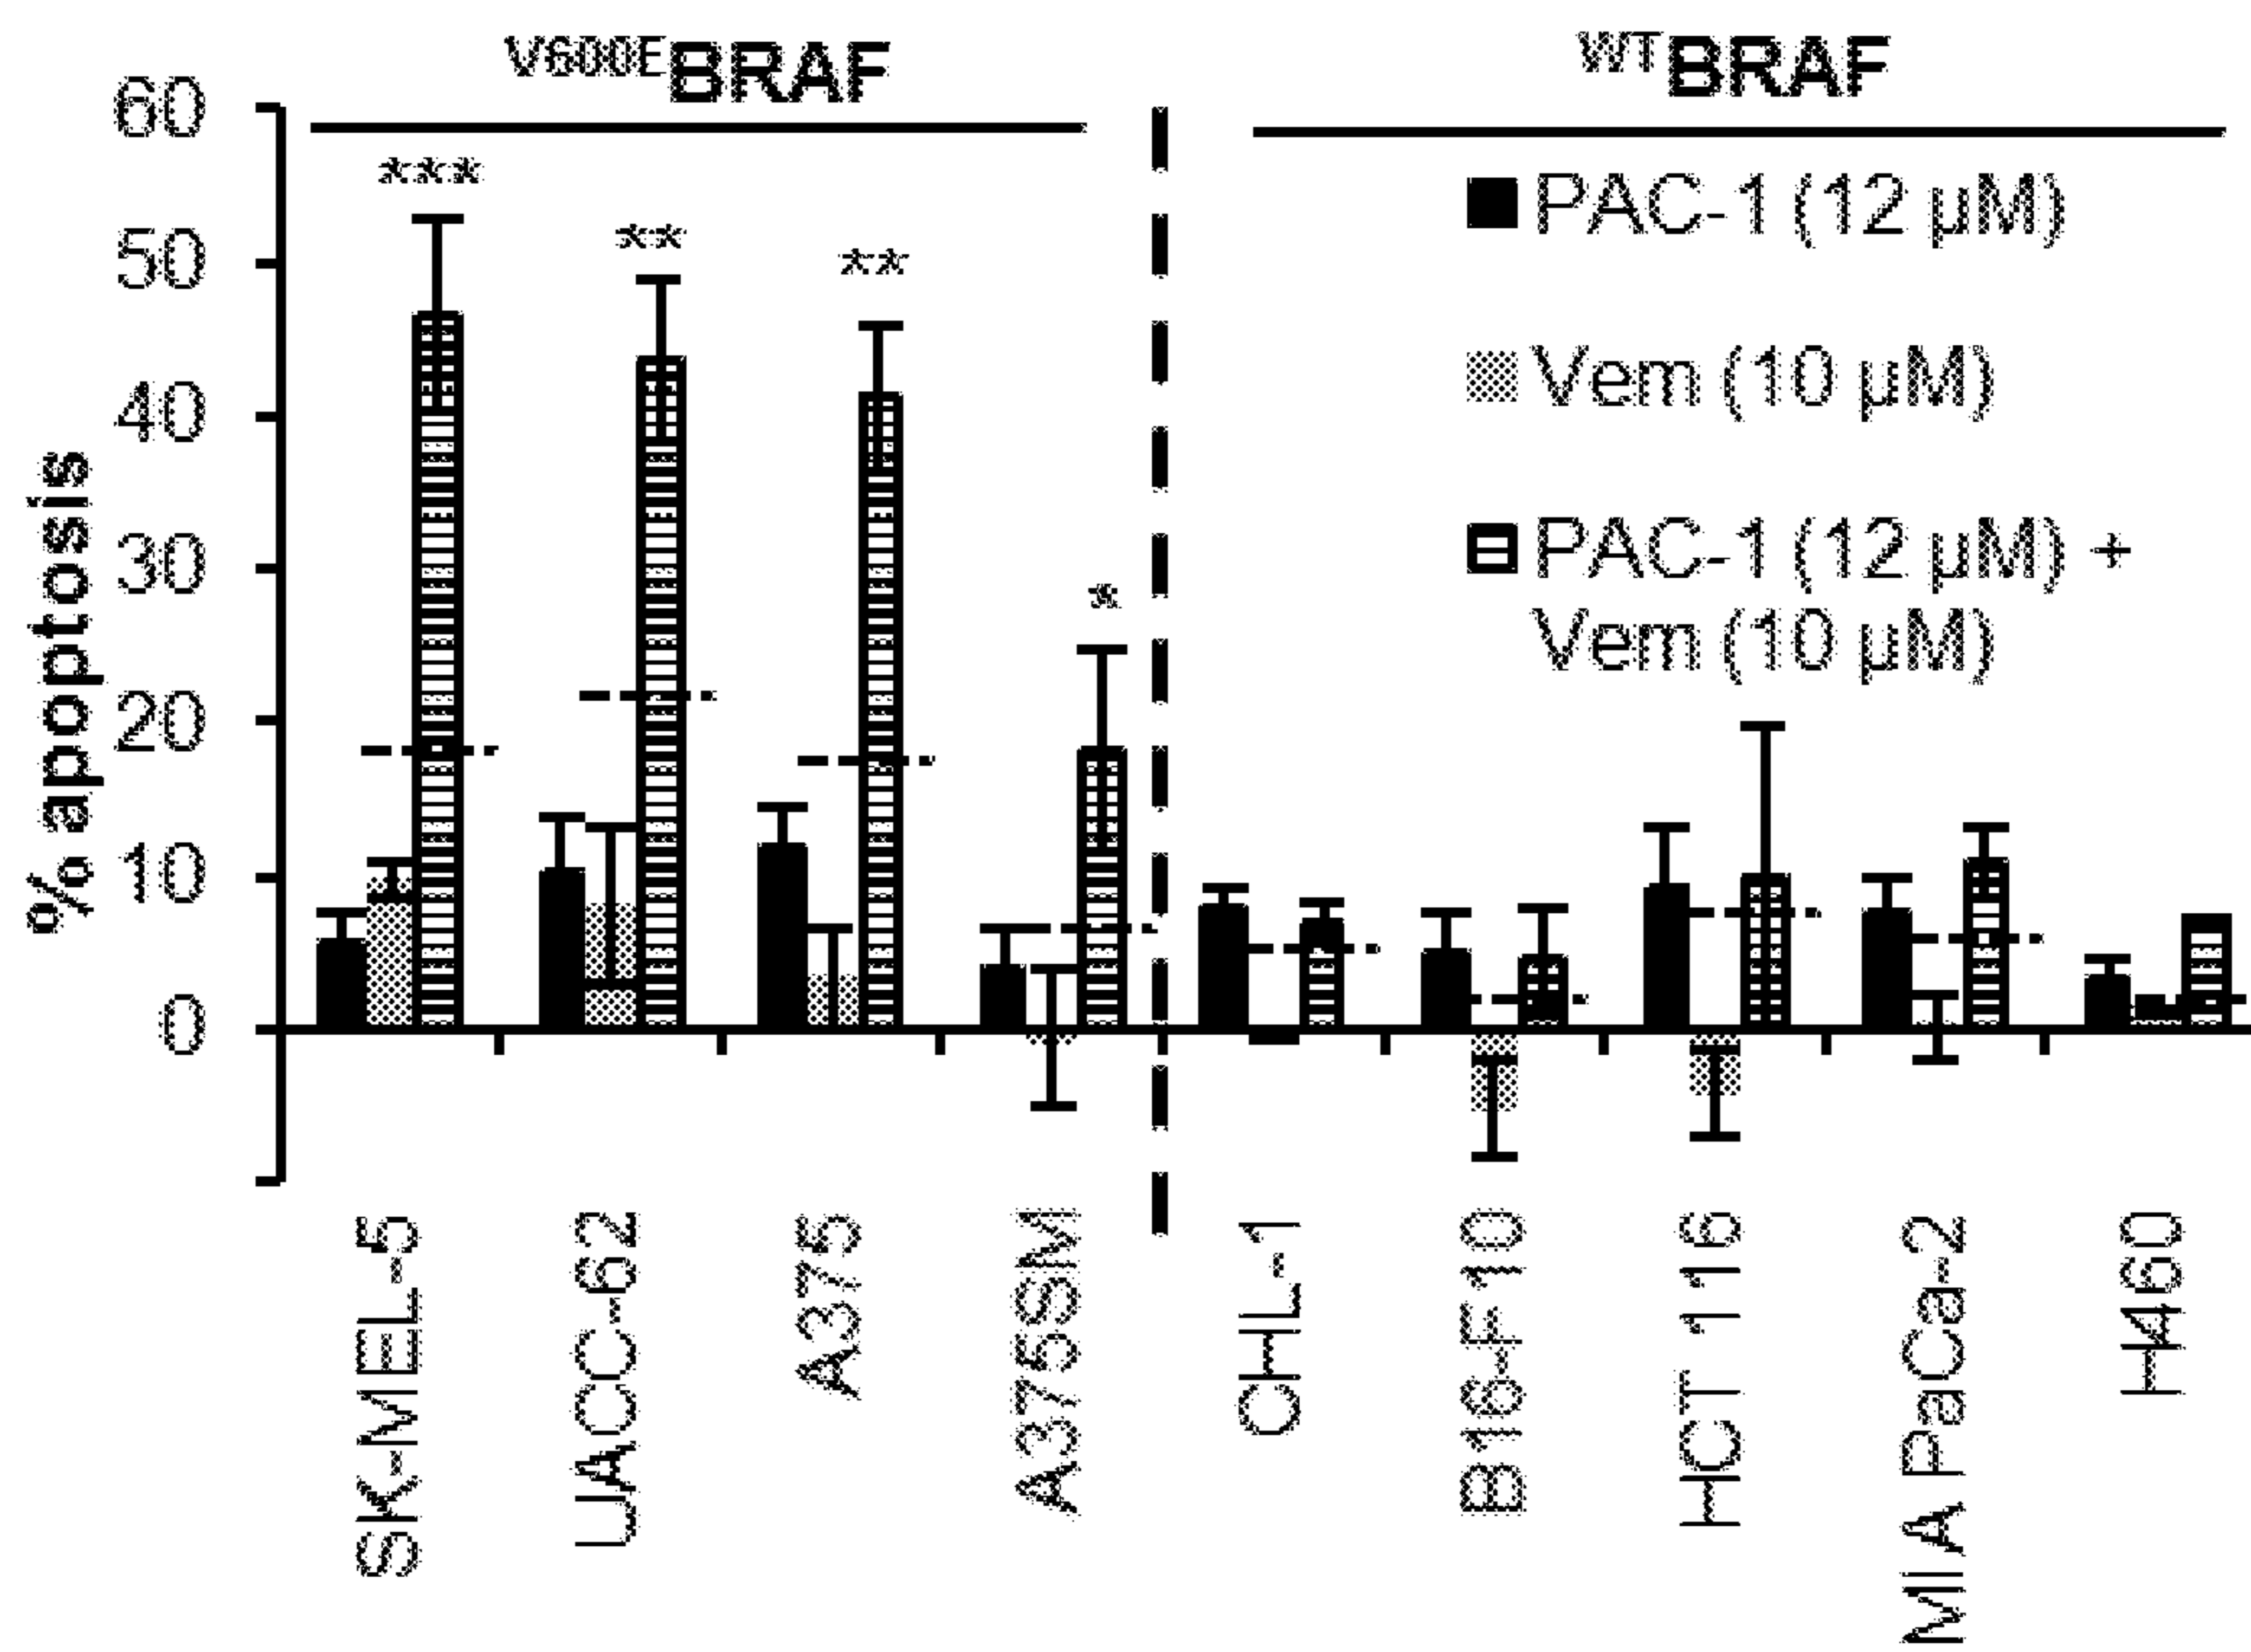 V600EBRAF
WTBRAF
60
50
40
30
20
10
0
% apoptosis
***
**
**
*
PAC-1 (12 µM)
Vem (10 µM)
PAC-1 (12 µM) +
Vem (10 µM)
SK-MEL-5
UACC-62
A375
A375SM
CHL-1
B16-F10
HCT 116
MIA PaCa-2
H460